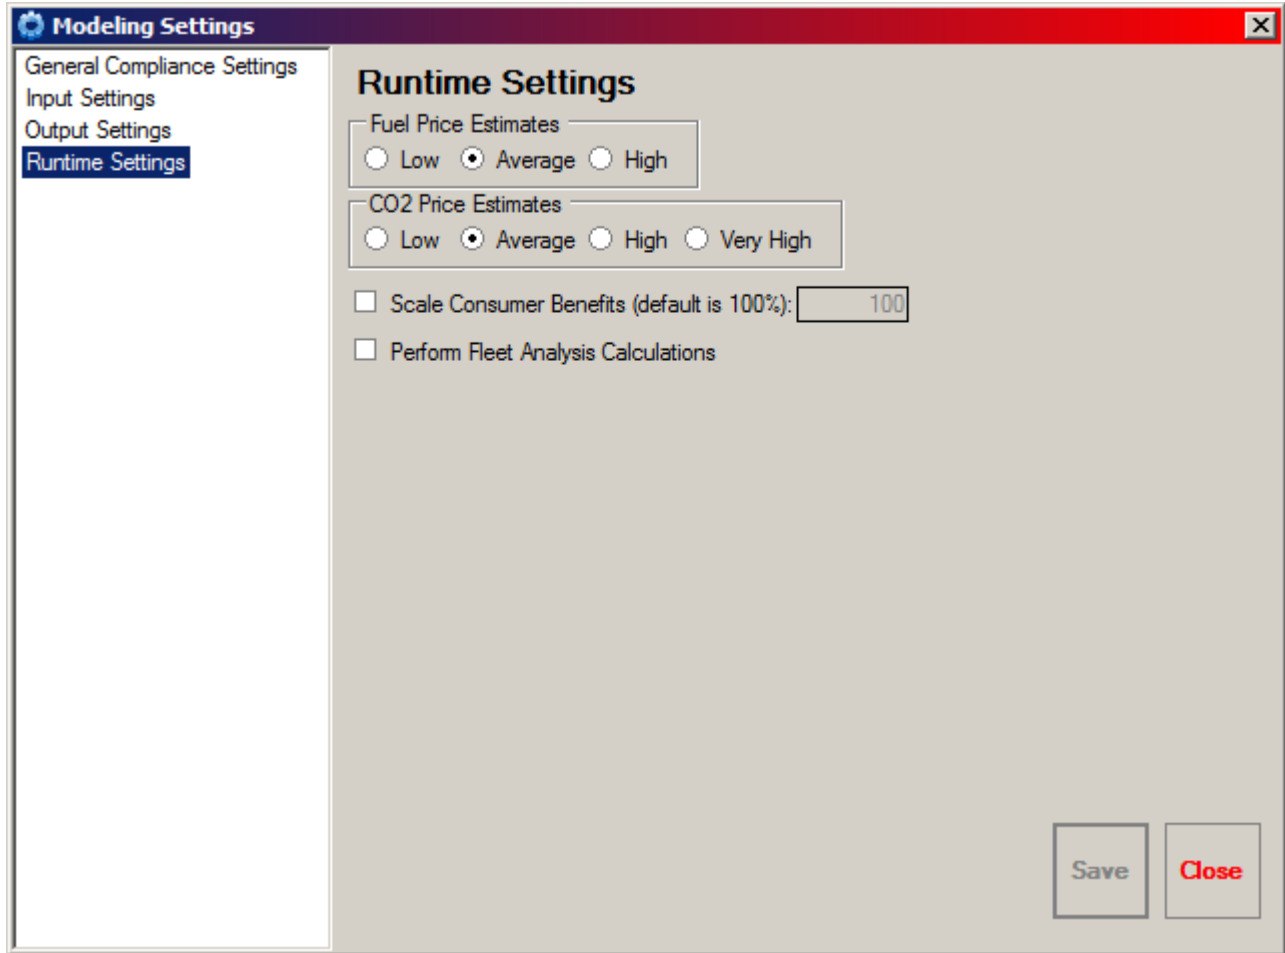 Modeling Settings
General Compliance Settings
Input Settings
Output Settings
Runtime Settings
Runtime Settings
Fuel Price Estimates
Low Average High
CO2 Price Estimates
Low Average High Very High
Scale Consumer Benefits (default is 100%): 100
Perform Fleet Analysis Calculations
Save Close